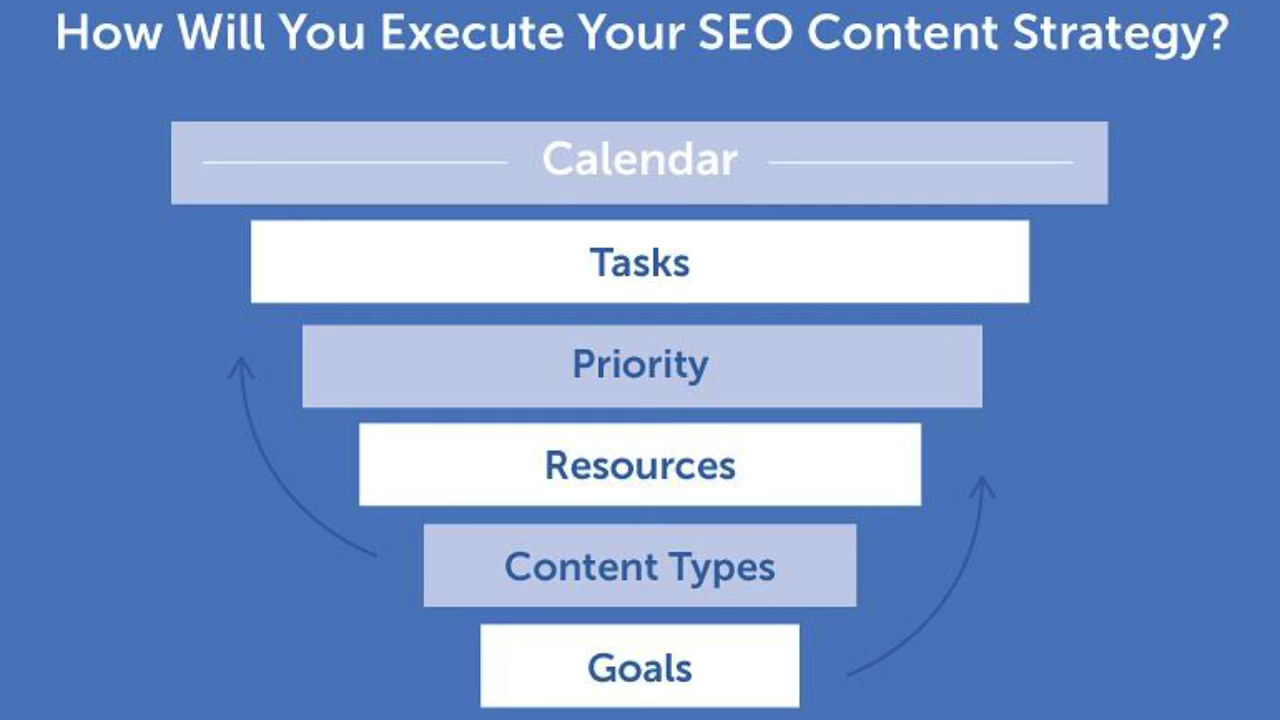 How Will You Execute Your SEO Content Strategy?
Calendar
Tasks
Priority
Resources
Content Types
Goals